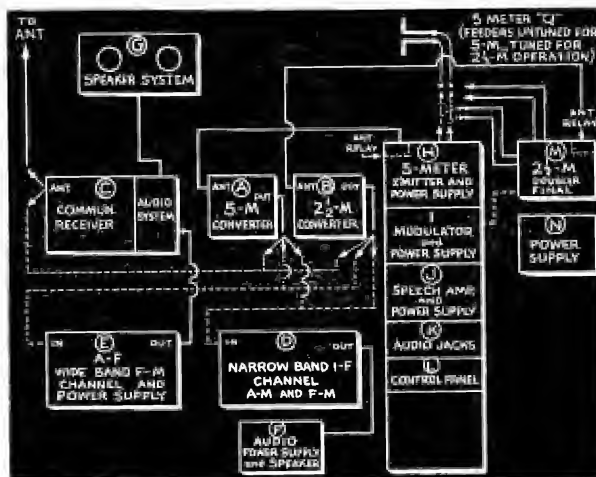 TO
ANT
G
SPEAKER SYSTEM
5 METER "Q"
(FEEDERS UNTUNED FOR
5-M, TUNED FOR
2½-M OPERATION)
ANT
RELAY
ANT
RELAY
ANT
C
COMMUN.
RECEIVER
AUDIO
SYSTEM
ANT A OUT
5-M
CONVERTER
ANT B OUT
2½-M
CONVERTER
H
5-METER
EMITTER AND
POWER SUPPLY
I
MODULATOR
and
POWER SUPPLY
J
SPEECH AMP.
and
POWER SUPPLY
K
AUDIO JACKS
L
CONTROL PANEL
M
2½-M
DOUBLER
FINAL
N
POWER
SUPPLY
IN E OUT
A-F
WIDE BAND F-M
CHANNEL AND
POWER SUPPLY
IN D OUT
NARROW BAND I-F
CHANNEL
A-M AND F-M
F
AUDIO
POWER SUPPLY
and SPEAKER